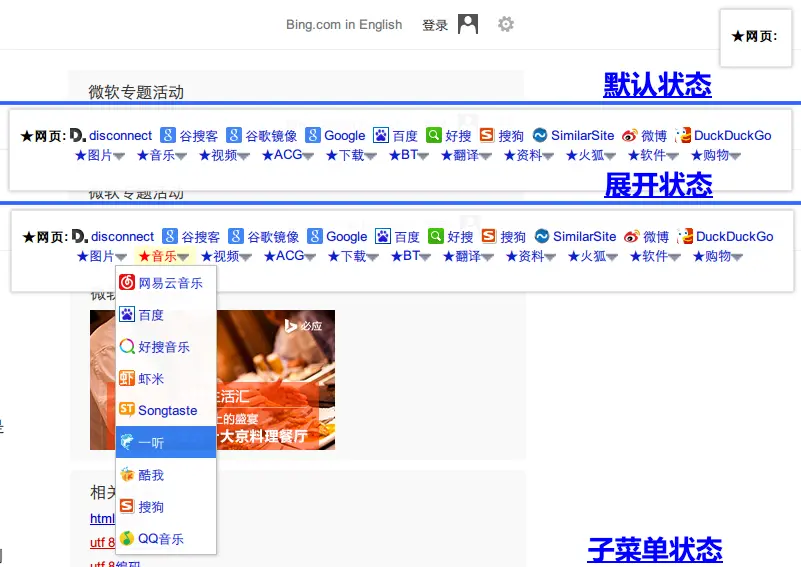 Bing.com in English 登录
★网页:
微软专题活动
默认状态
★网页: disconnect 谷搜客 谷歌镜像 Google 百度 好搜 搜狗 SimilarSite 微博 DuckDuckGo
★图片 ★音乐 ★视频 ★ACG ★下载 ★BT ★翻译 ★资料 ★火狐 ★软件 ★购物
微软专题活动
展开状态
★网页: disconnect 谷搜客 谷歌镜像 Google 百度 好搜 搜狗 SimilarSite 微博 DuckDuckGo
★图片 ★音乐 ★视频 ★ACG ★下载 ★BT ★翻译 ★资料 ★火狐 ★软件 ★购物
网易云音乐
百度
必应
好搜音乐
虾米
生活汇
Songtaste
上的盛宴
一听
十大京料理餐厅
酷我
相关
搜狗
html
QQ音乐
utf 8
子菜单状态
utf 8编码